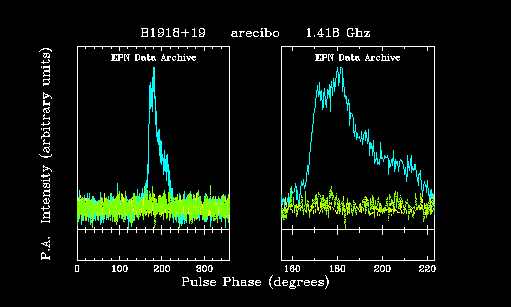 B1918+19 arecibo 1.418 Ghz
EPN Data Archive EPN Data Archive
P.A. Intensity (arbitrary units)
0 100 200 300 160 180 200 220
Pulse Phase (degrees)